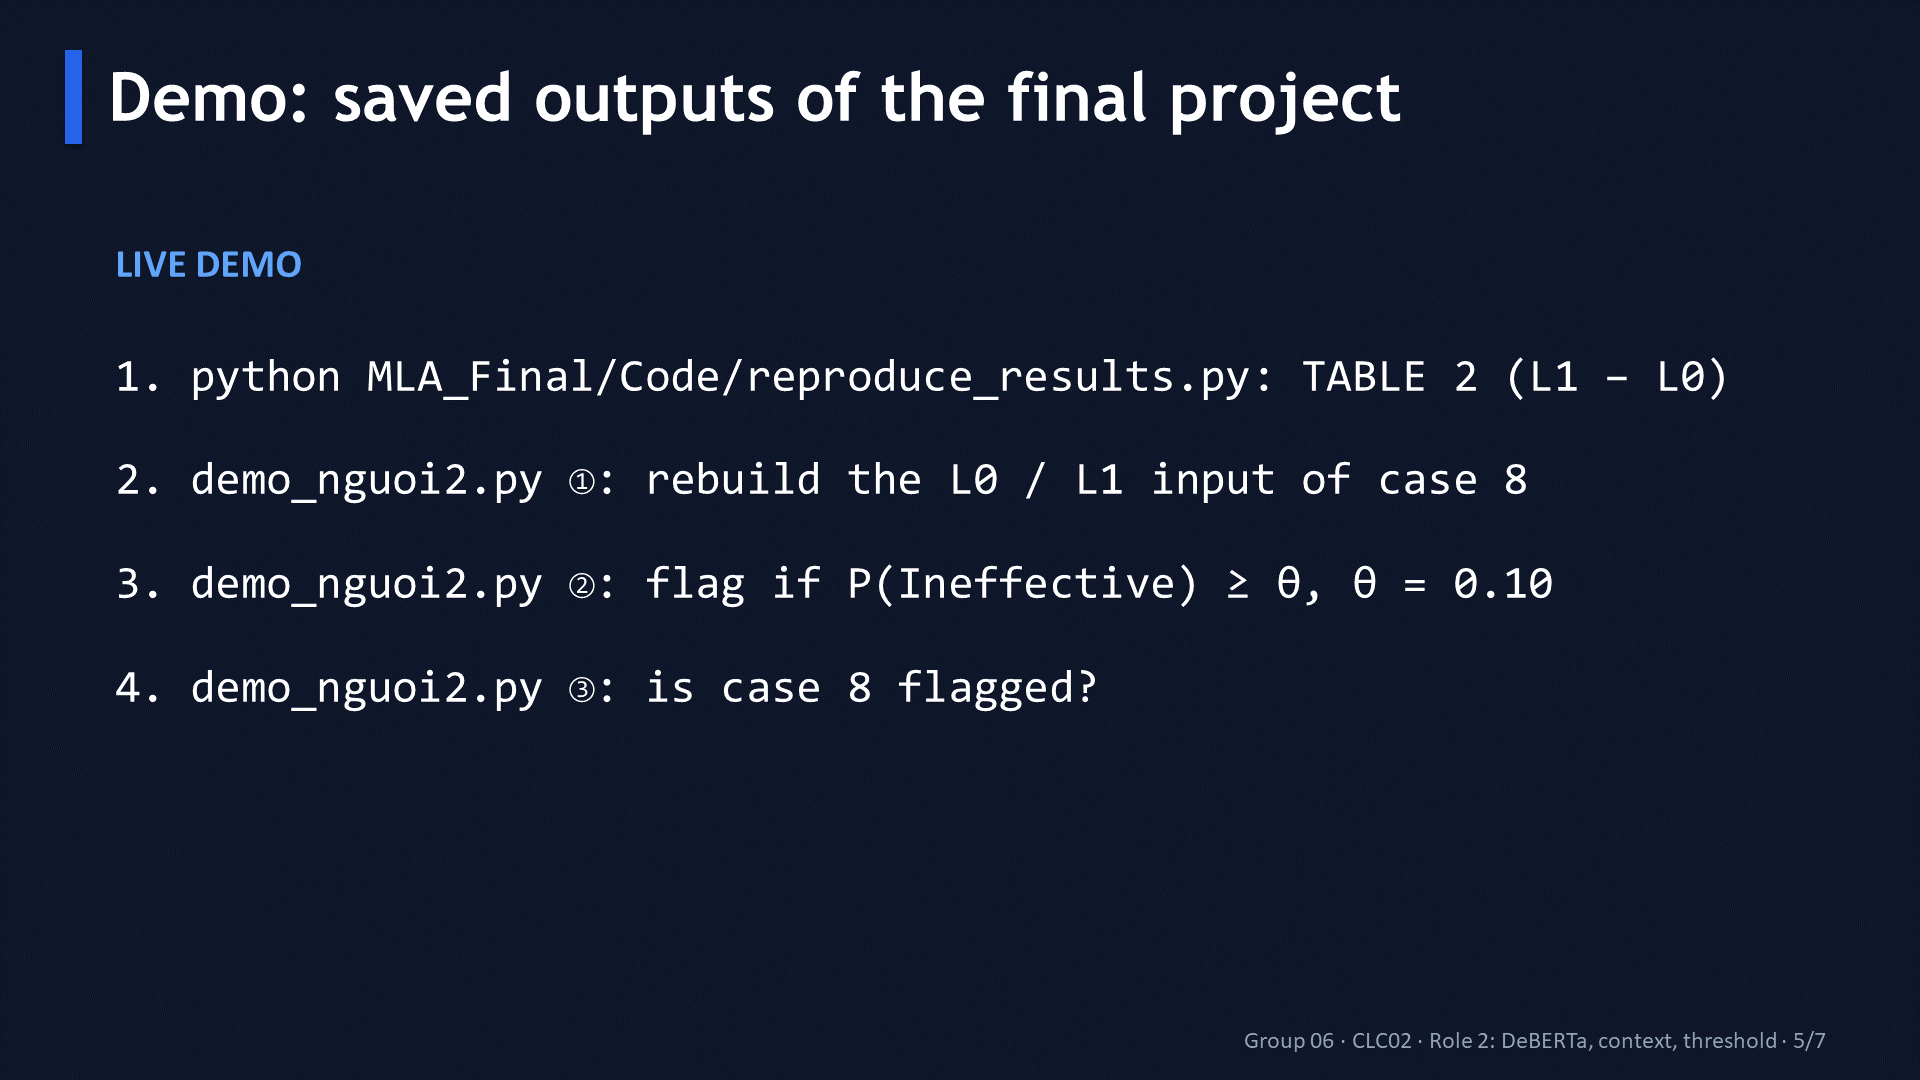 Demo: saved outputs of the final project
LIVE DEMO
1. python MLA_Final/Code/reproduce_results.py: TABLE 2 (L1 – L0)
2. demo_nguoi2.py ①: rebuild the L0 / L1 input of case 8
3. demo_nguoi2.py ②: flag if P(Ineffective) ≥ θ, θ = 0.10
4. demo_nguoi2.py ③: is case 8 flagged?
Group 06 · CLC02 · Role 2: DeBERTa, context, threshold · 5/7